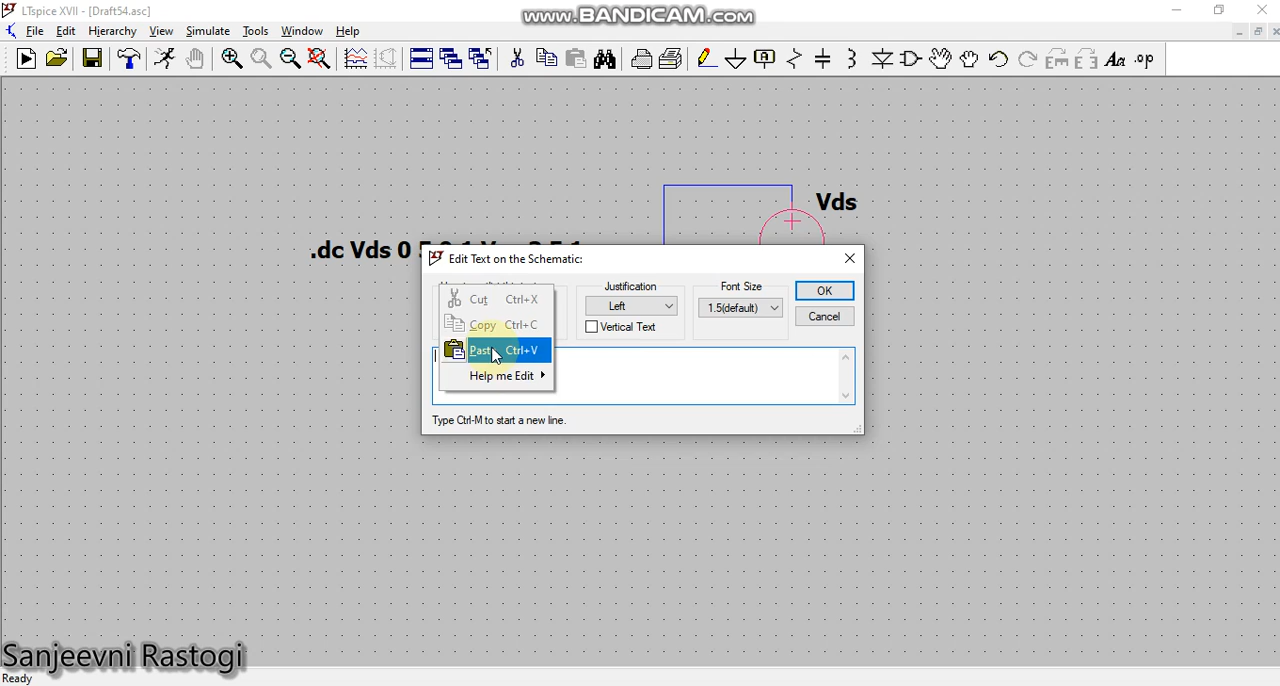 LTspice XVII - [Draft54.asc]
www.BANDICAM.com
File Edit Hierarchy View Simulate Tools Window Help
Vds
.dc Vds 0
Edit Text on the Schematic:
Justification
Left
Vertical Text
Font Size
1.5(default)
OK
Cancel
Cut Ctrl+X
Copy Ctrl+C
Paste Ctrl+V
Help me Edit
Type Ctrl-M to start a new line.
Sanjeevni Rastogi
Ready
Aa
.op